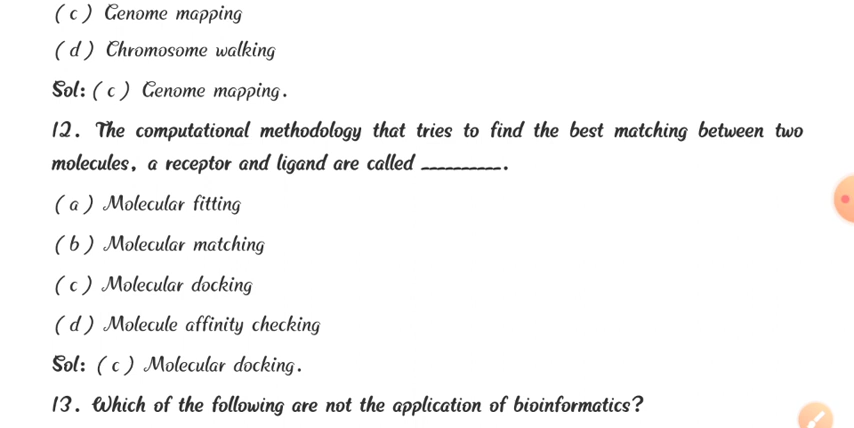 (c) Genome mapping
(d) Chromosome walking
Sol: (c) Genome mapping.
12. The computational methodology that tries to find the best matching between two
molecules, a receptor and ligand are called __________.
(a) Molecular fitting
(b) Molecular matching
(c) Molecular docking
(d) Molecule affinity checking
Sol: (c) Molecular docking.
13. Which of the following are not the application of bioinformatics?